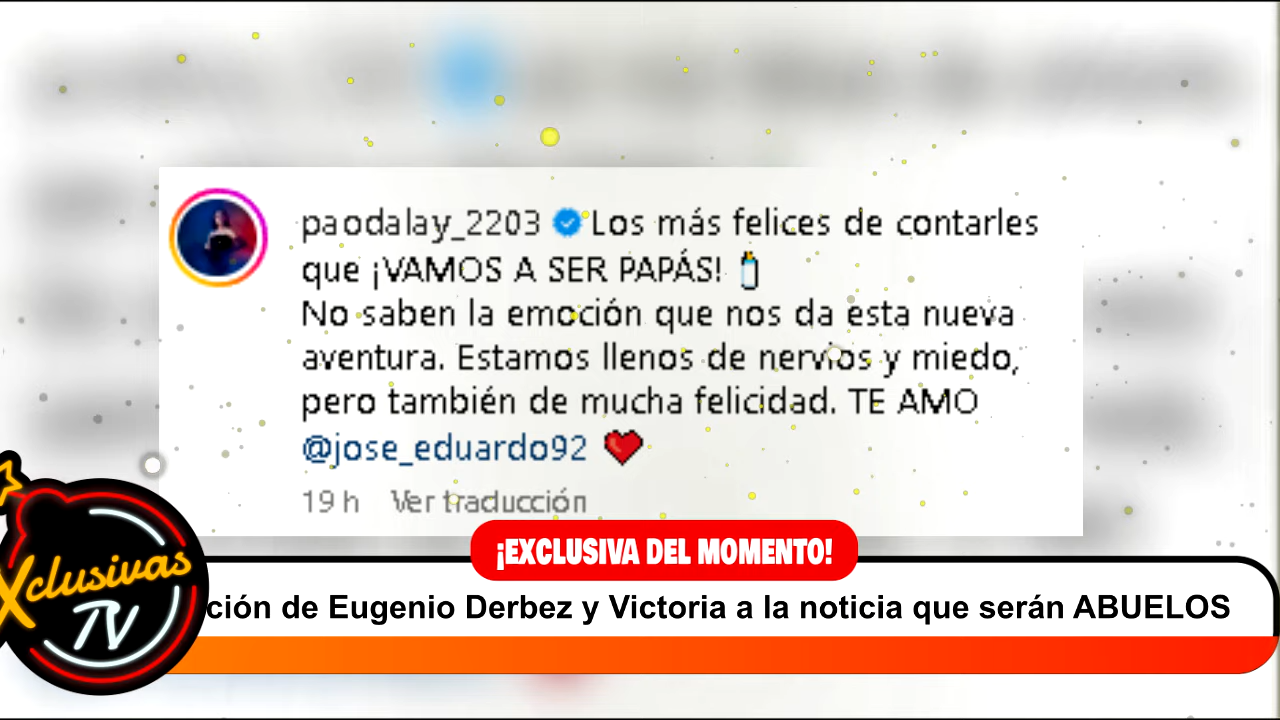 paodalay_2203 Los más felices de contarles
que ¡VAMOS A SER PAPÁS!
No saben la emoción que nos da esta nueva
aventura. Estamos llenos de nervios y miedo,
pero también de mucha felicidad. TE AMO
@jose_eduardo92
19 h Ver traducción
¡EXCLUSIVA DEL MOMENTO!
ción de Eugenio Derbez y Victoria a la noticia que serán ABUELOS
Xclusivas
TV